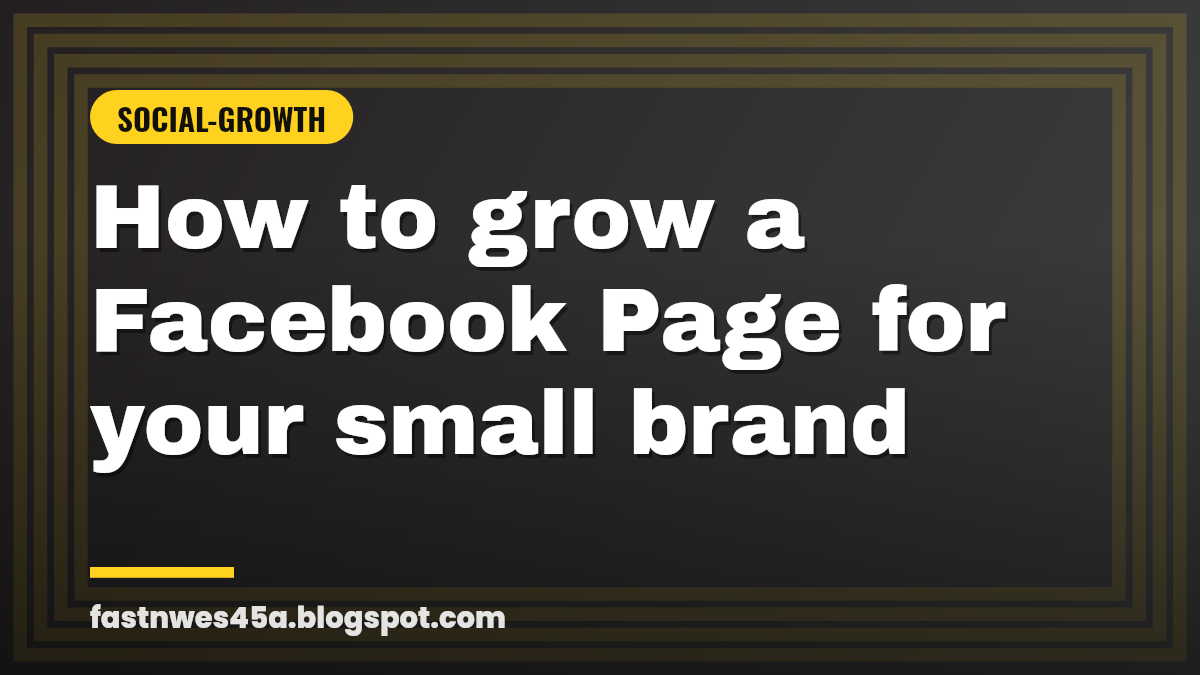 SOCIAL-GROWTH
How to grow a
Facebook Page for
your small brand
fastnwes45a.blogspot.com